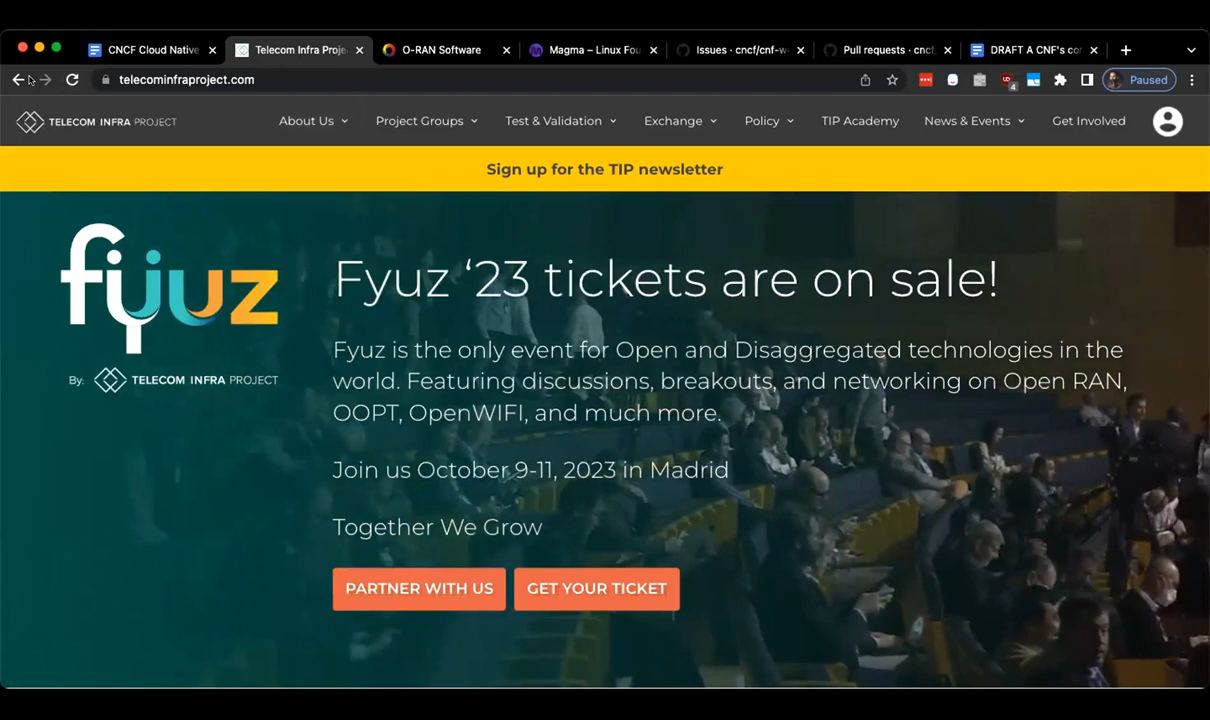 CNCF Cloud Native
Telecom Infra Proje
O-RAN Software
Magma – Linux Fou
Issues · cncf/cnf-w
Pull requests · cncf/
DRAFT A CNF's co
telecominfraproject.com
4
Paused
TELECOM INFRA PROJECT
About Us
Project Groups
Test & Validation
Exchange
Policy
TIP Academy
News & Events
Get Involved
Sign up for the TIP newsletter
fyuz
By: TELECOM INFRA PROJECT
Fyuz ‘23 tickets are on sale!
Fyuz is the only event for Open and Disaggregated technologies in the
world. Featuring discussions, breakouts, and networking on Open RAN,
OOPT, OpenWIFI, and much more.
Join us October 9-11, 2023 in Madrid
Together We Grow
PARTNER WITH US
GET YOUR TICKET